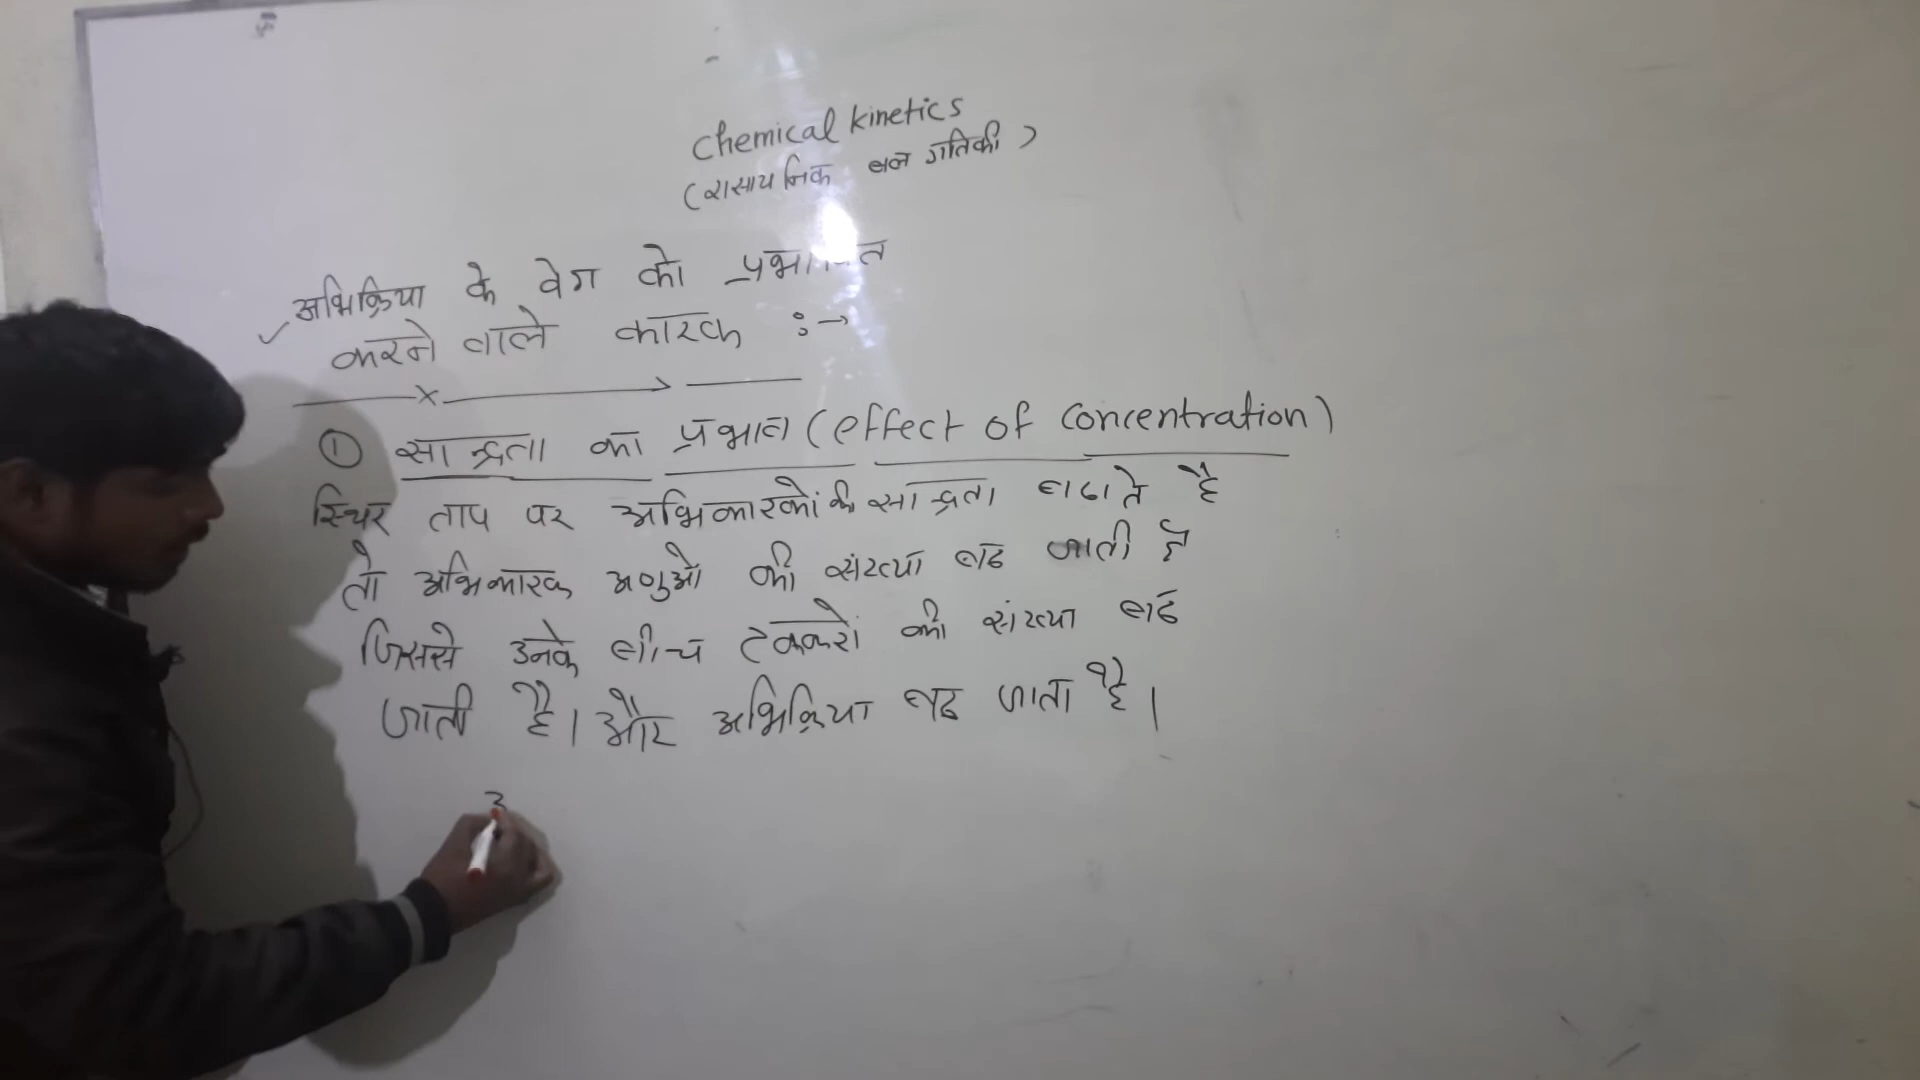 Chemical kinetics
(रासायनिक बल गतिकी)
अभिक्रिया के वेग को प्रभावित
करने वाले कारक :→
① सान्द्रता का प्रभाव (effect of concentration)
स्थिर ताप पर अभिकारकों की सान्द्रता बढाते है
तो अभिकारक अणुओ की संख्या बढ जाती है
जिससे उनके बीच टक्करों की संख्या बढ
जाती है। और अभिक्रिया बढ जाता है।